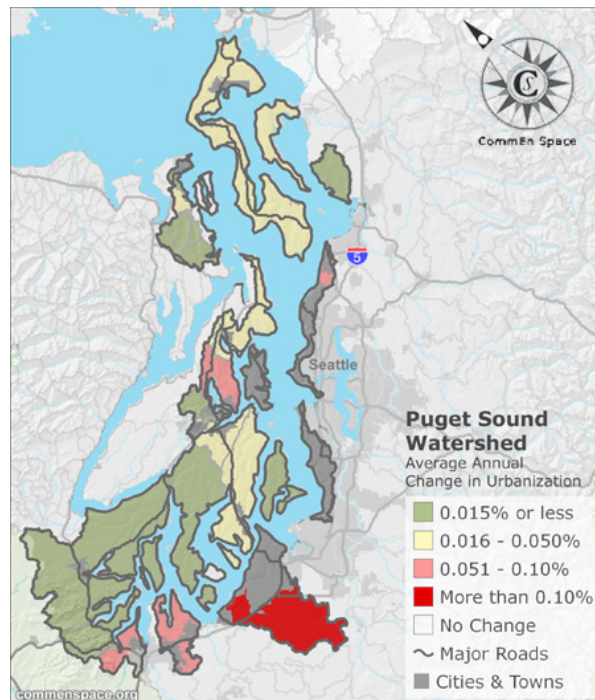 CS
CommEn Space
5
Seattle
Puget Sound
Watershed
Average Annual
Change in Urbanization
0.015% or less
0.016 - 0.050%
0.051 - 0.10%
More than 0.10%
No Change
Major Roads
Cities & Towns
commenspace.org